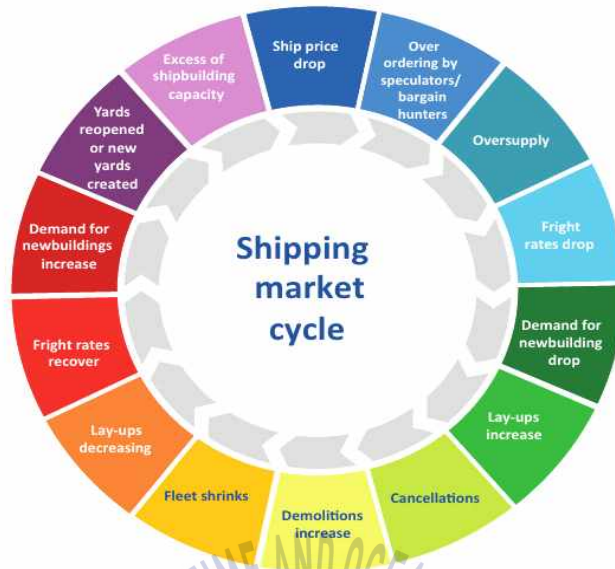 Ship price
drop
Over
ordering by
speculators/
bargain
hunters
Oversupply
Fright
rates drop
Demand for
newbuilding
drop
Lay-ups
increase
Cancellations
Demolitions
increase
Fleet shrinks
Lay-ups
decreasing
Fright rates
recover
Demand for
newbuildings
increase
Yards
reopened
or new
yards
created
Excess of
shipbuilding
capacity
Shipping
market
cycle
AND